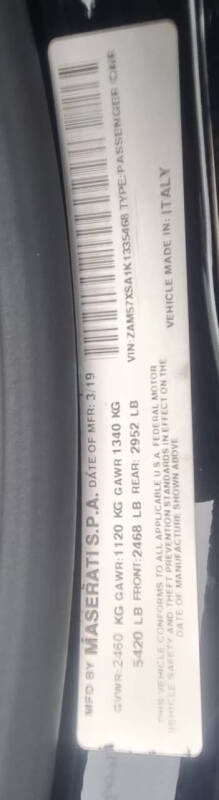 MFD BY MASERATI S.P.A. DATE OF MFR: 3/19
GVWR:2460 KG GAWR:1120 KG GAWR 1340 KG
5420 LB FRONT:2468 LB REAR: 2952 LB
VIN:ZAM57XSA1K1335468 TYPE:PASSENGER CAR
THIS VEHICLE CONFORMS TO ALL APPLICABLE U.S.A. FEDERAL MOTOR
VEHICLE SAFETY AND THEFT PREVENTION STANDARDS IN EFFECT ON THE
DATE OF MANUFACTURE SHOWN ABOVE
VEHICLE MADE IN: ITALY